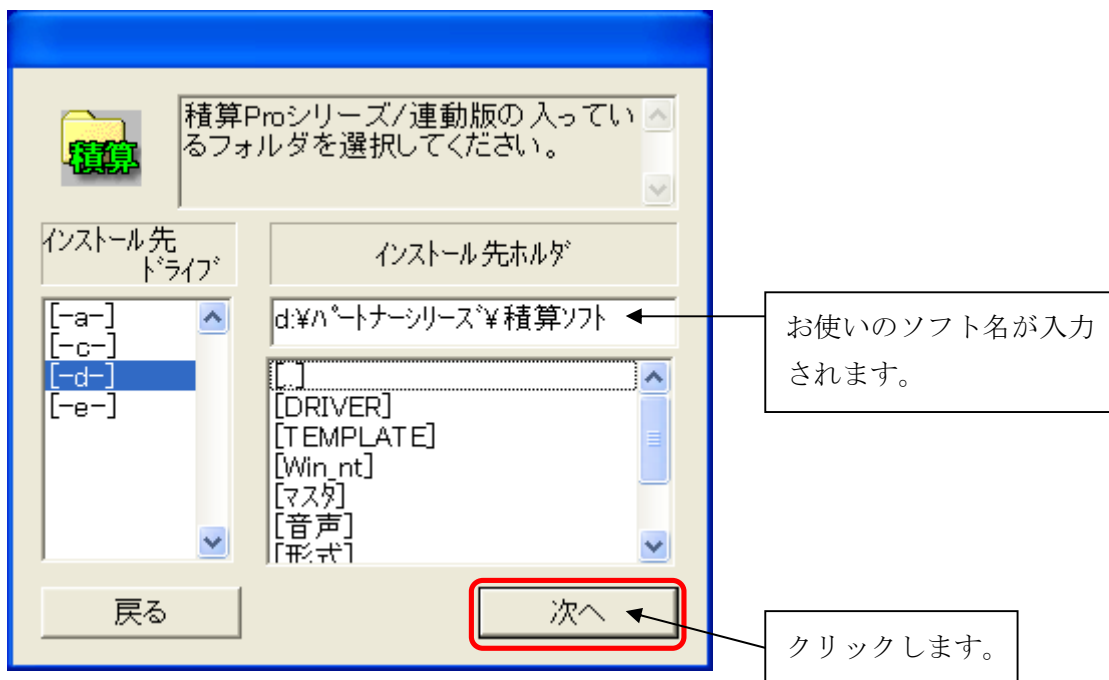 積算Proシリーズ/連動版の入ってい
るフォルダを選択してください。
積算
インストール先
ﾄﾞﾗｲﾌﾞ
インストール先ホルダ
[-a-]
[-c-]
[-d-]
[-e-]
d:¥パートナーシリーズ¥積算ソフト
お使いのソフト名が入力
されます。
[..]
[DRIVER]
[TEMPLATE]
[Win_nt]
[マスタ]
[音声]
[形式]
戻る
次へ
クリックします。